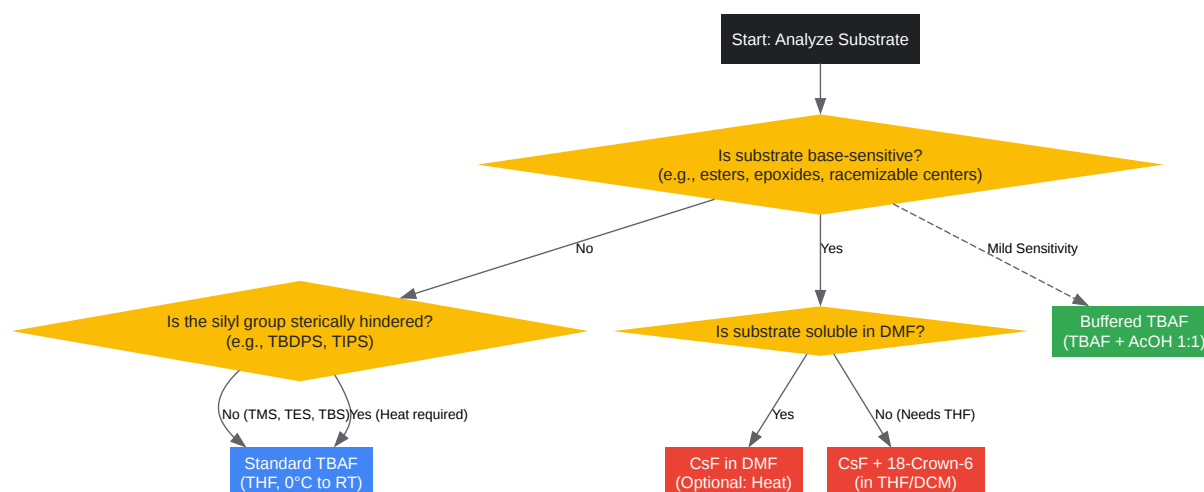 Start: Analyze Substrate
Is substrate base-sensitive?
(e.g., esters, epoxides, racemizable centers)
No
Yes
Mild Sensitivity
Is the silyl group sterically hindered?
(e.g., TBDPS, TIPS)
Is substrate soluble in DMF?
Buffered TBAF
(TBAF + AcOH 1:1)
No (TMS, TES, TBS)
Yes (Heat required)
Yes
No (Needs THF)
Standard TBAF
(THF, 0°C to RT)
CsF in DMF
(Optional: Heat)
CsF + 18-Crown-6
(in THF/DCM)